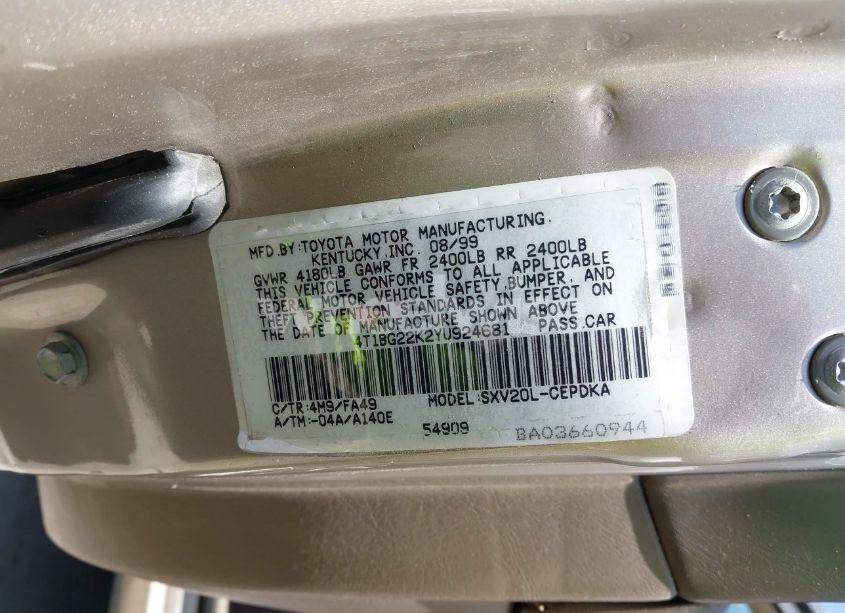 MFD.BY:TOYOTA MOTOR MANUFACTURING,
KENTUCKY,INC. 08/99
GVWR 4180LB GAWR FR 2400LB RR 2400LB
THIS VEHICLE CONFORMS TO ALL APPLICABLE
FEDERAL MOTOR VEHICLE SAFETY,BUMPER, AND
THEFT PREVENTION STANDARDS IN EFFECT ON
THE DATE OF MANUFACTURE SHOWN ABOVE
4T1BG22K2YU924681 PASS.CAR
C/TR:4M9/FA49 MODEL:SXV20L-CEPDKA
A/TM:-04A/A140E
54909 BA03660944